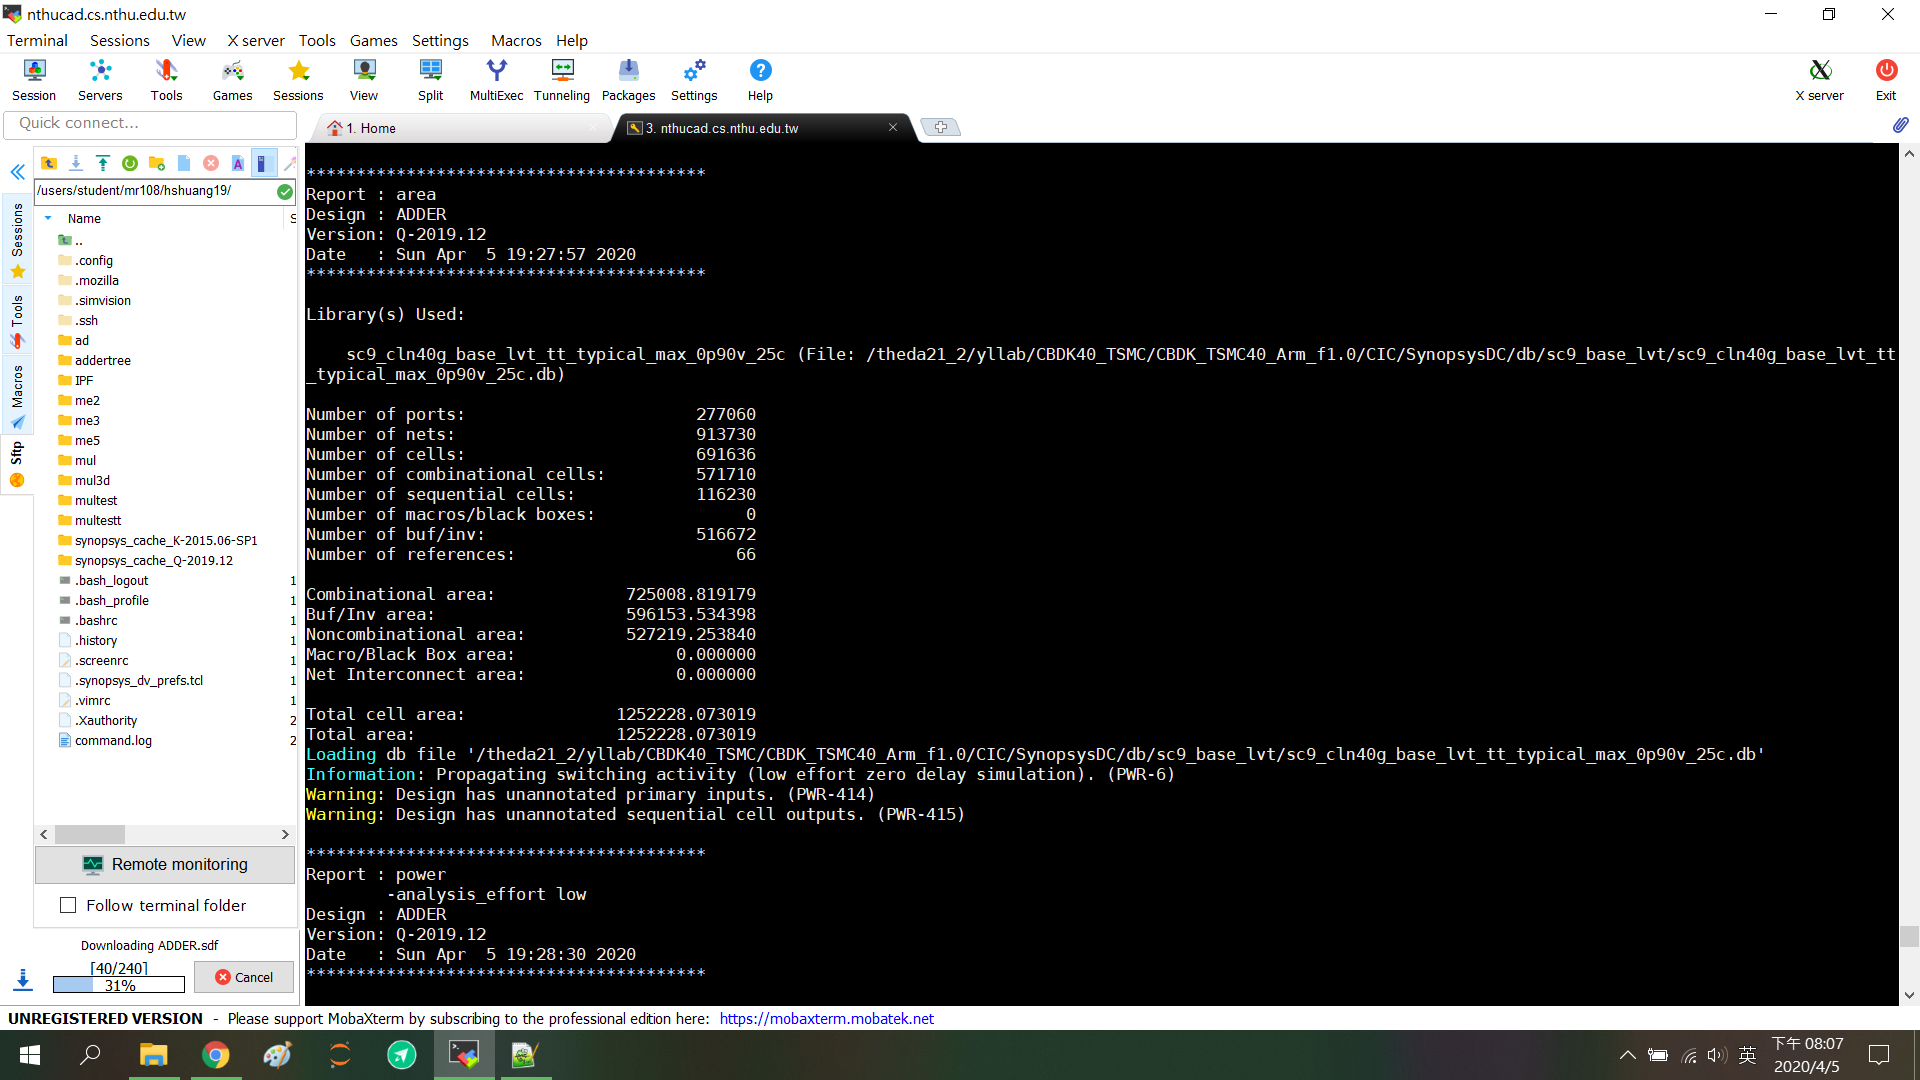 nthucad.cs.nthu.edu.tw
Terminal Sessions View X server Tools Games Settings Macros Help
Session Servers Tools Games Sessions View Split MultiExec Tunneling Packages Settings Help X server Exit
Quick connect...
1. Home
3. nthucad.cs.nthu.edu.tw
/users/student/mr108/hshuang19/
Sessions
Tools
Macros
Sftp
Name S
..
.config
.mozilla
.simvision
.ssh
ad
addertree
IPF
me2
me3
me5
mul
mul3d
multest
multestt
synopsys_cache_K-2015.06-SP1
synopsys_cache_Q-2019.12
.bash_logout 1
.bash_profile 1
.bashrc 1
.history 1
.screenrc 1
.synopsys_dv_prefs.tcl 1
.vimrc 1
.Xauthority 2
command.log 2
Remote monitoring
Follow terminal folder
Downloading ADDER.sdf
[40/240]
31%
Cancel
****************************************
Report : area
Design : ADDER
Version: Q-2019.12
Date   : Sun Apr  5 19:27:57 2020
****************************************
Library(s) Used:
sc9_cln40g_base_lvt_tt_typical_max_0p90v_25c (File: /theda21_2/yllab/CBDK40_TSMC/CBDK_TSMC40_Arm_f1.0/CIC/SynopsysDC/db/sc9_base_lvt/sc9_cln40g_base_lvt_tt
_typical_max_0p90v_25c.db)
Number of ports: 277060
Number of nets: 913730
Number of cells: 691636
Number of combinational cells: 571710
Number of sequential cells: 116230
Number of macros/black boxes: 0
Number of buf/inv: 516672
Number of references: 66
Combinational area: 725008.819179
Buf/Inv area: 596153.534398
Noncombinational area: 527219.253840
Macro/Black Box area: 0.000000
Net Interconnect area: 0.000000
Total cell area: 1252228.073019
Total area: 1252228.073019
Loading db file '/theda21_2/yllab/CBDK40_TSMC/CBDK_TSMC40_Arm_f1.0/CIC/SynopsysDC/db/sc9_base_lvt/sc9_cln40g_base_lvt_tt_typical_max_0p90v_25c.db'
Information: Propagating switching activity (low effort zero delay simulation). (PWR-6)
Warning: Design has unannotated primary inputs. (PWR-414)
Warning: Design has unannotated sequential cell outputs. (PWR-415)
****************************************
Report : power
-analysis_effort low
Design : ADDER
Version: Q-2019.12
Date   : Sun Apr  5 19:28:30 2020
****************************************
UNREGISTERED VERSION - Please support MobaXterm by subscribing to the professional edition here: https://mobaxterm.mobatek.net
英
下午 08:07
2020/4/5